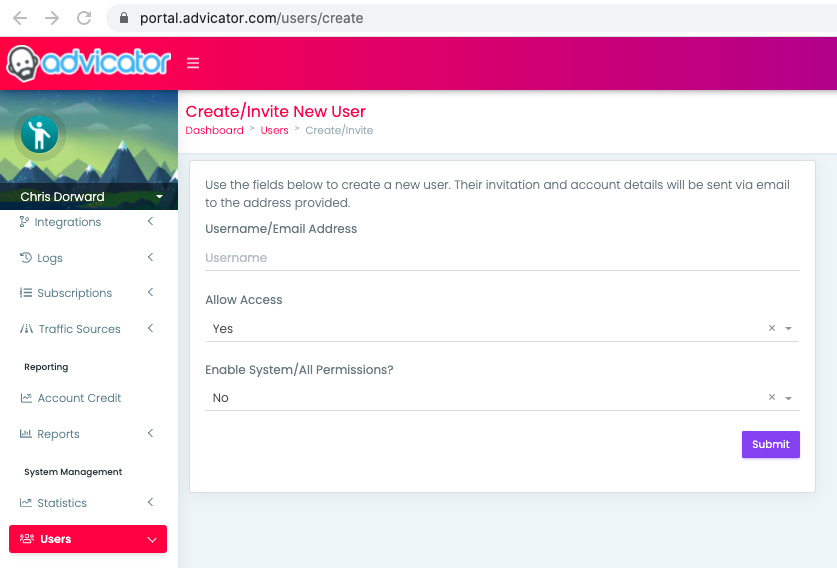 portal.advicator.com/users/create
advicator
Create/Invite New User
Dashboard > Users > Create/Invite
Chris Dorward
Integrations
Logs
Subscriptions
Traffic Sources
Reporting
Account Credit
Reports
System Management
Statistics
Users
Use the fields below to create a new user. Their invitation and account details will be sent via email
to the address provided.
Username/Email Address
Username
Allow Access
Yes
Enable System/All Permissions?
No
Submit